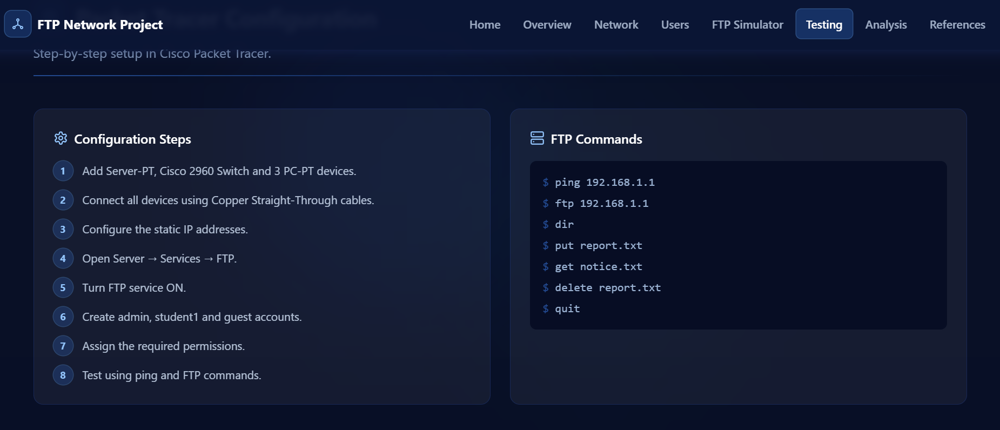 FTP Network Project
Home
Overview
Network
Users
FTP Simulator
Testing
Analysis
References
Tracer Configuration
Step-by-step setup in Cisco Packet Tracer.
Configuration Steps
1 Add Server-PT, Cisco 2960 Switch and 3 PC-PT devices.
2 Connect all devices using Copper Straight-Through cables.
3 Configure the static IP addresses.
4 Open Server → Services → FTP.
5 Turn FTP service ON.
6 Create admin, student1 and guest accounts.
7 Assign the required permissions.
8 Test using ping and FTP commands.
FTP Commands
$ ping 192.168.1.1
$ ftp 192.168.1.1
$ dir
$ put report.txt
$ get notice.txt
$ delete report.txt
$ quit